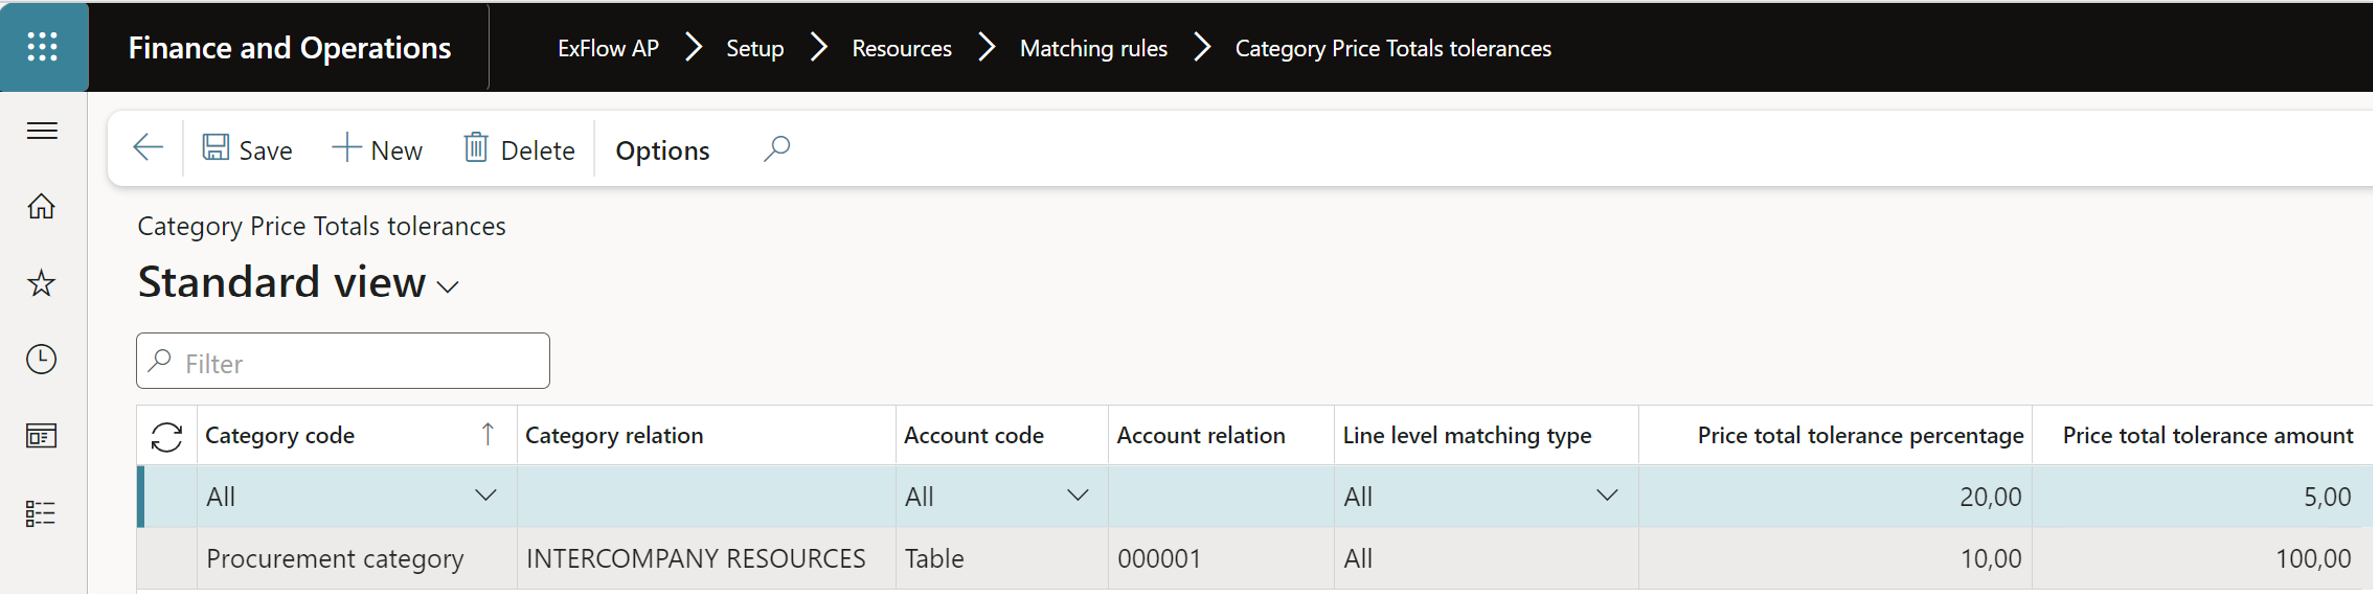 Finance and Operations ExFlow AP Setup Resources Matching rules Category Price Totals tolerances
Save New Delete Options
Category Price Totals tolerances
Standard view
Filter
Category code Category relation Account code Account relation Line level matching type Price total tolerance percentage Price total tolerance amount
All All All 20,00 5,00
Procurement category INTERCOMPANY RESOURCES Table 000001 All 10,00 100,00